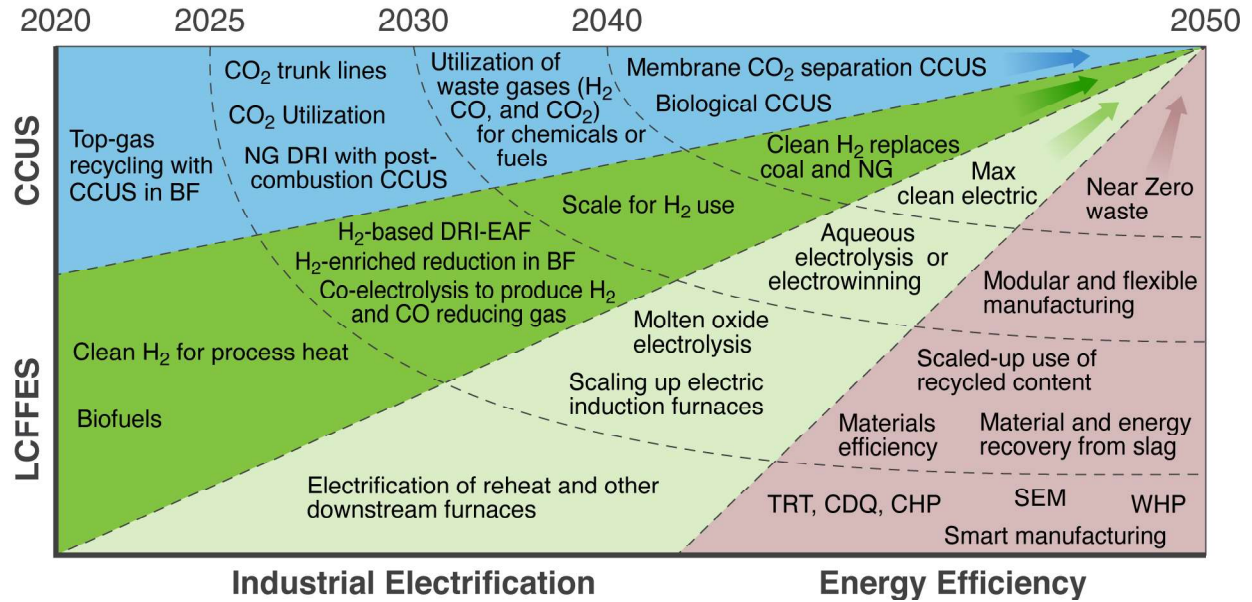 2020 2025 2030 2040 2050
CCUS
LCFFES
Top-gas
recycling with
CCUS in BF
CO₂ trunk lines
CO₂ Utilization
NG DRI with post-
combustion CCUS
Utilization of
waste gases (H₂
CO, and CO₂)
for chemicals or
fuels
Membrane CO₂ separation CCUS
Biological CCUS
Clean H₂ for process heat
Biofuels
H₂-based DRI-EAF
H₂-enriched reduction in BF
Co-electrolysis to produce H₂
and CO reducing gas
Scale for H₂ use
Clean H₂ replaces
coal and NG
Electrification of reheat and other
downstream furnaces
Molten oxide
electrolysis
Scaling up electric
induction furnaces
Aqueous
electrolysis or
electrowinning
Max
clean electric
Near Zero
waste
Modular and flexible
manufacturing
Scaled-up use of
recycled content
Materials
efficiency
Material and energy
recovery from slag
TRT, CDQ, CHP
SEM
WHP
Smart manufacturing
Industrial Electrification
Energy Efficiency